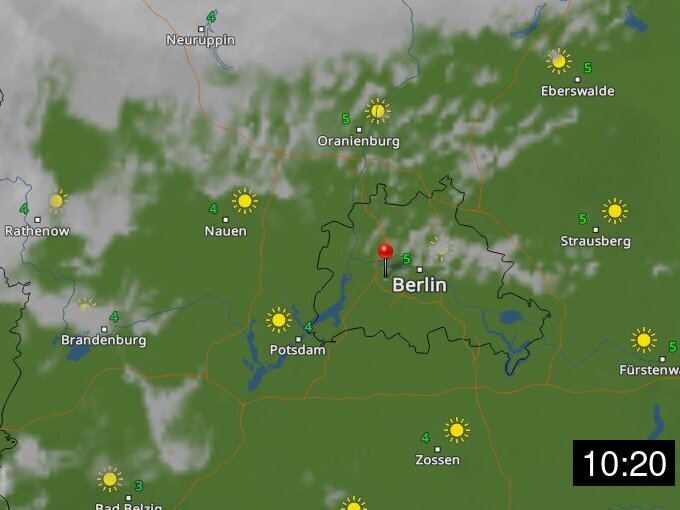 4
Neuruppin
5
Eberswalde
5
Oranienburg
4
Rathenow
4
Nauen
5
Strausberg
5
Berlin
4
Brandenburg
4
Potsdam
5
Fürstenwa
4
Zossen
3
Bad Belzig
10:20